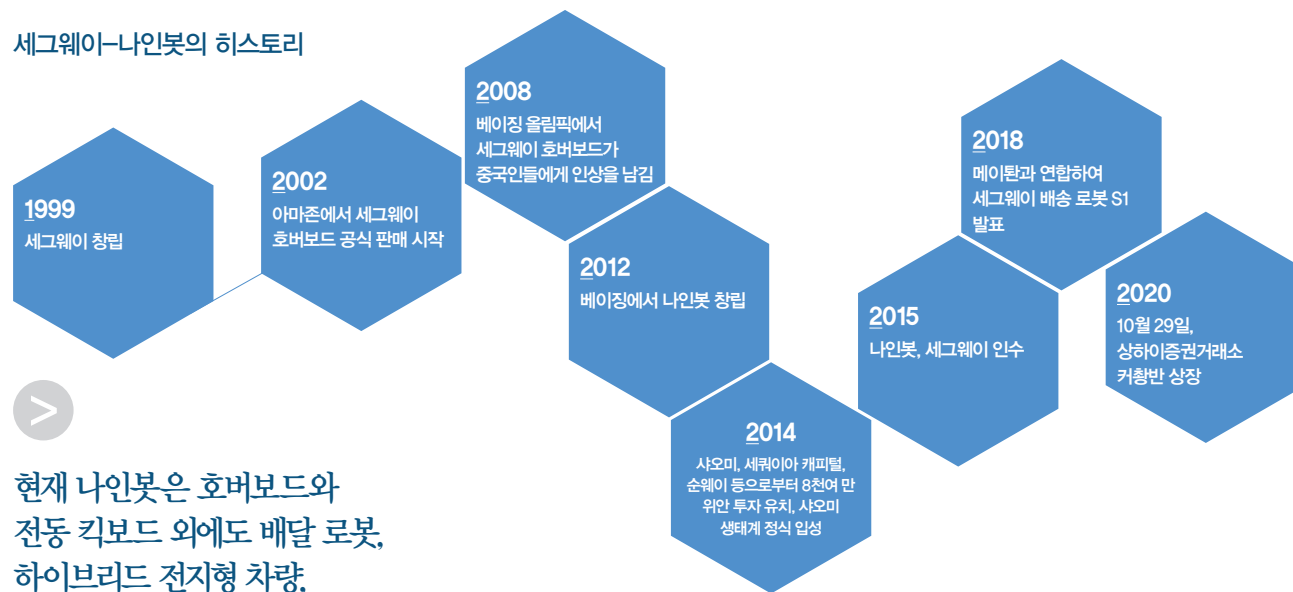 세그웨이–나인봇의 히스토리
1999
세그웨이 창립
2002
아마존에서 세그웨이
호버보드 공식 판매 시작
2008
베이징 올림픽에서
세그웨이 호버보드가
중국인들에게 인상을 남김
2012
베이징에서 나인봇 창립
2014
샤오미, 세쿼이아 캐피털,
순웨이 등으로부터 8천여 만
위안 투자 유치, 샤오미
생태계 정식 입성
2015
나인봇, 세그웨이 인수
2018
메이퇀과 연합하여
세그웨이 배송 로봇 S1
발표
2020
10월 29일,
상하이증권거래소
커촹반 상장
>
현재 나인봇은 호버보드와
전동 킥보드 외에도 배달 로봇,
하이브리드 전지형 차량,